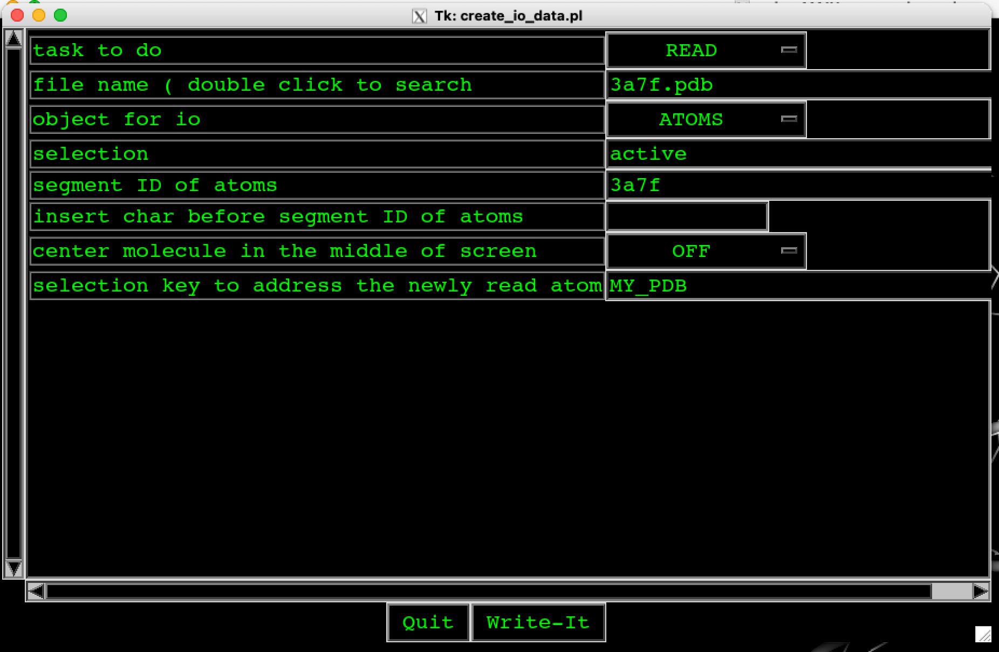 Tk: create_io_data.pl
task to do READ
file name ( double click to search 3a7f.pdb
object for io ATOMS
selection active
segment ID of atoms 3a7f
insert char before segment ID of atoms
center molecule in the middle of screen OFF
selection key to address the newly read atom MY_PDB
Quit Write-It